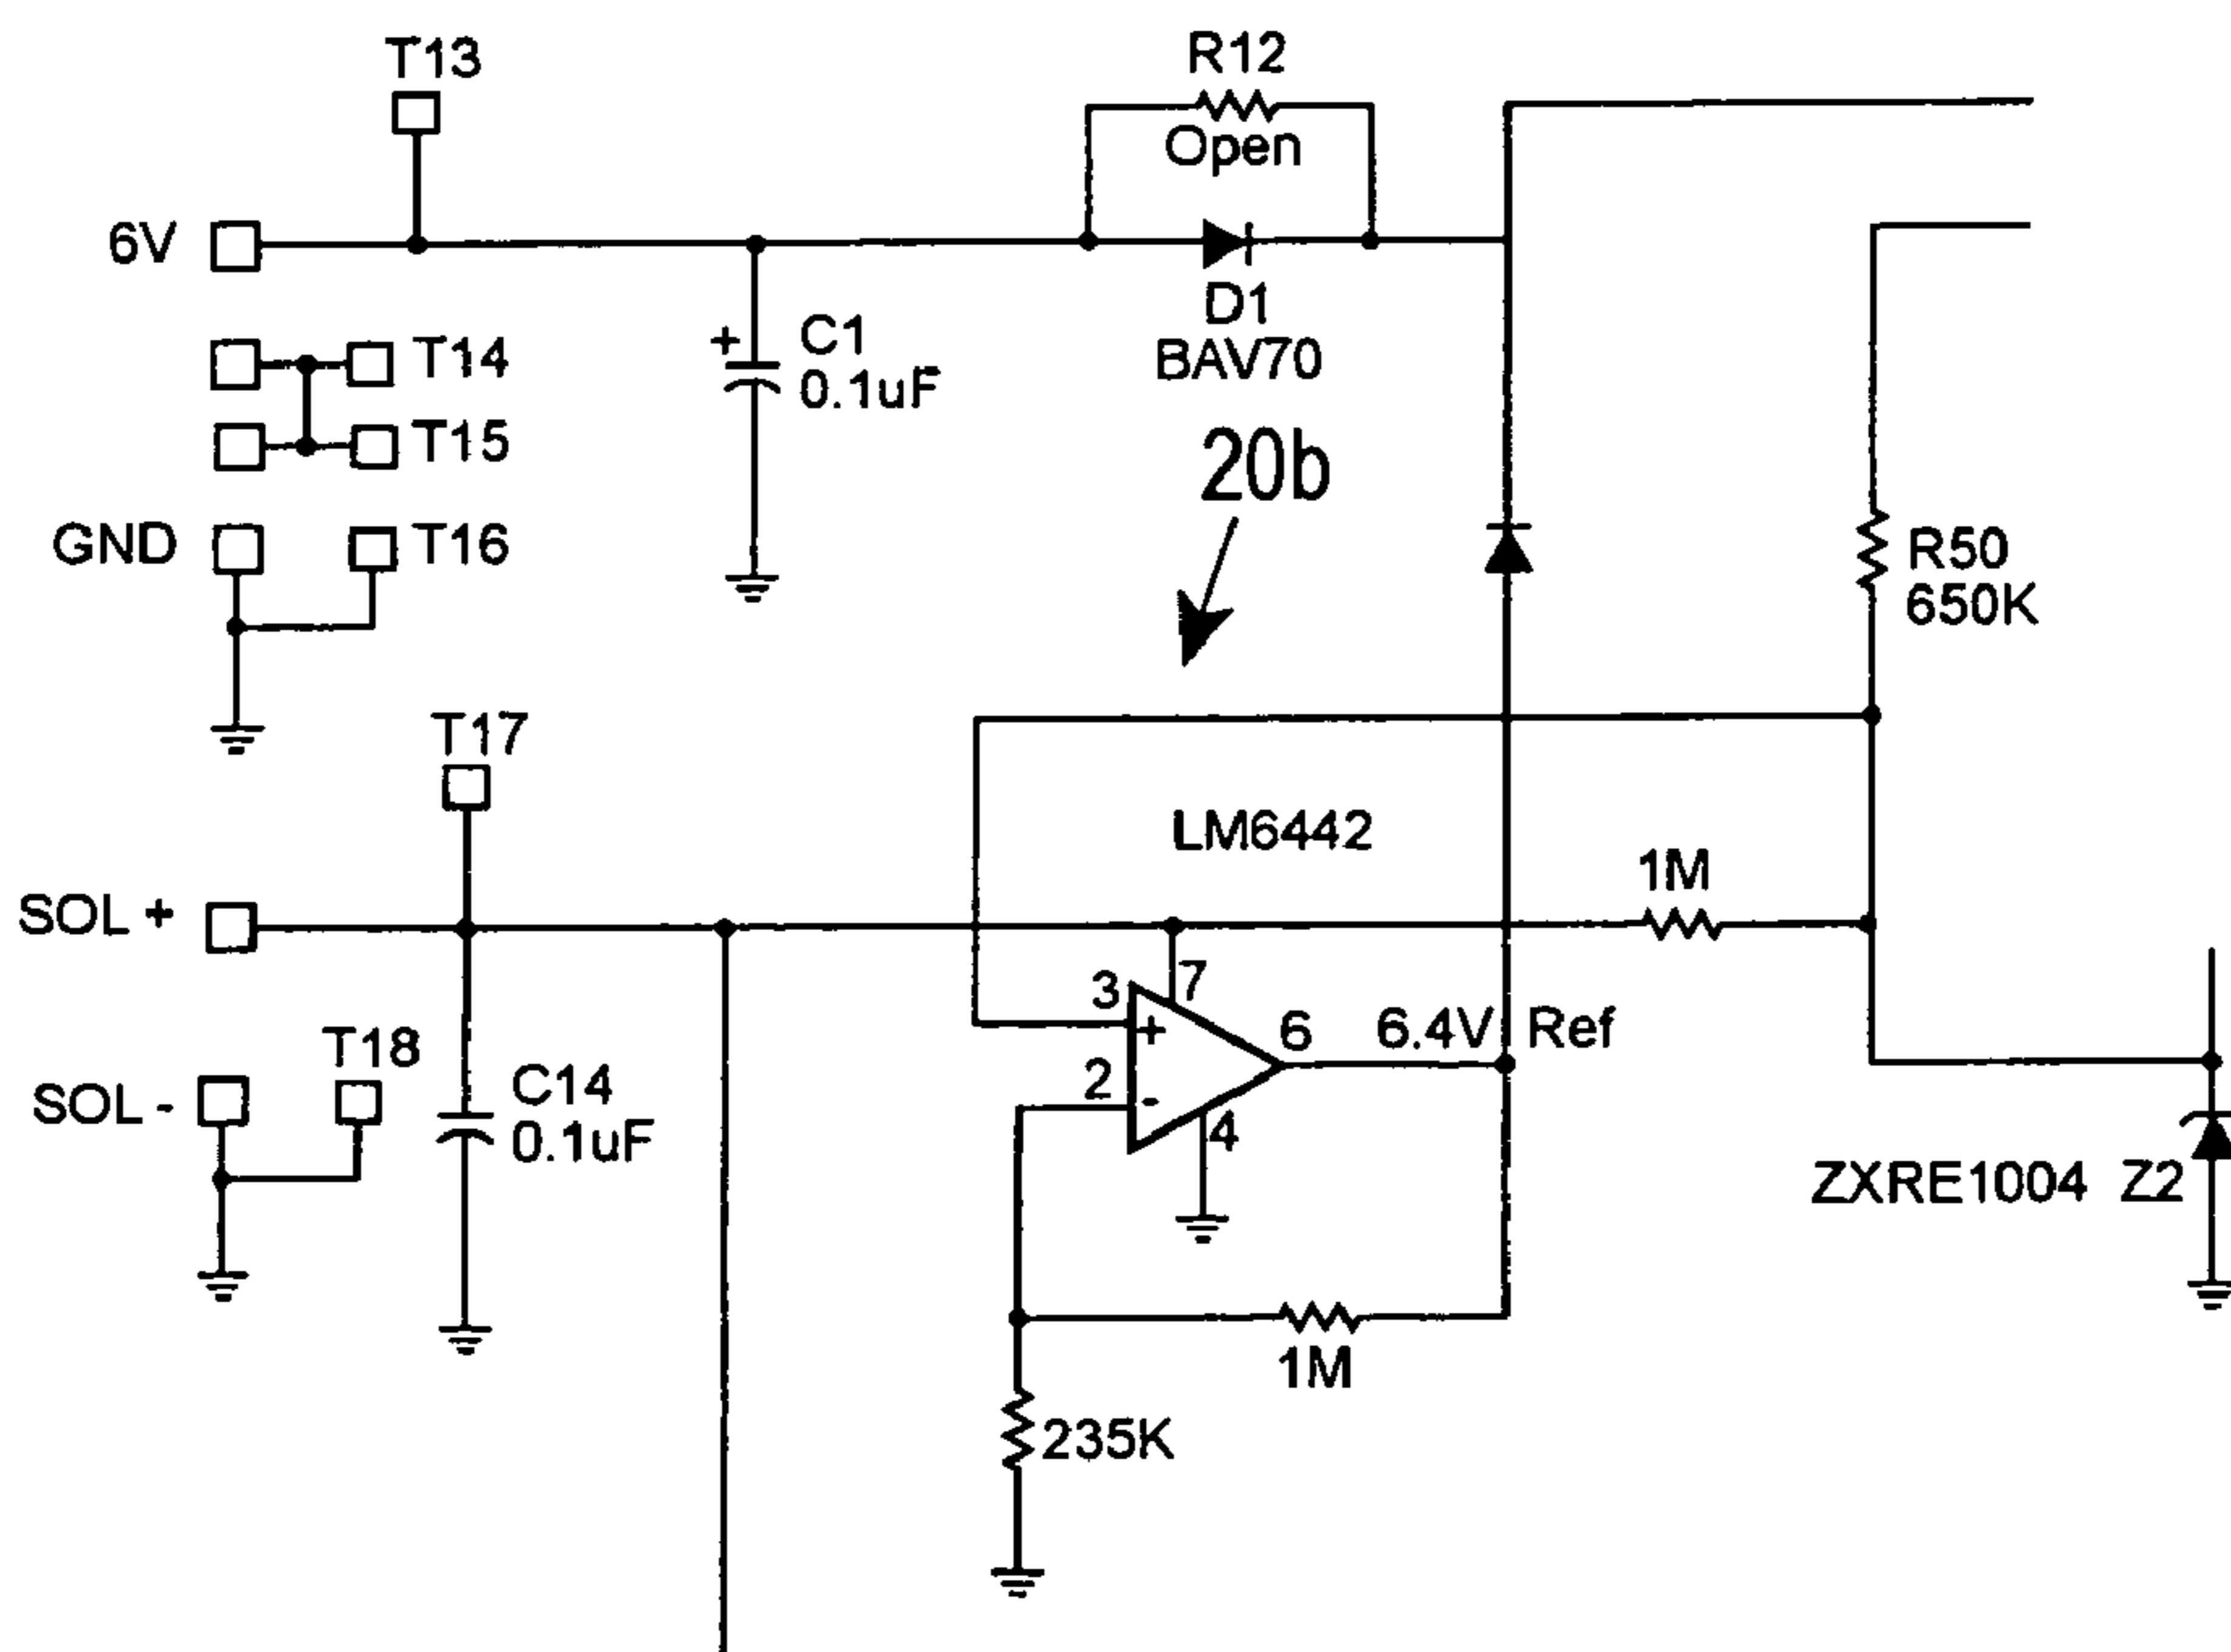 T13
R12
Open
6V
D1
BAV70
C1
0.1uF
+
T14
T15
20b
GND
T16
R50
650K
T17
LM6442
1M
SOL +
3
7
+
6
6.4V Ref
2
-
4
T18
SOL -
C14
0.1uF
ZXRE1004 Z2
1M
235K